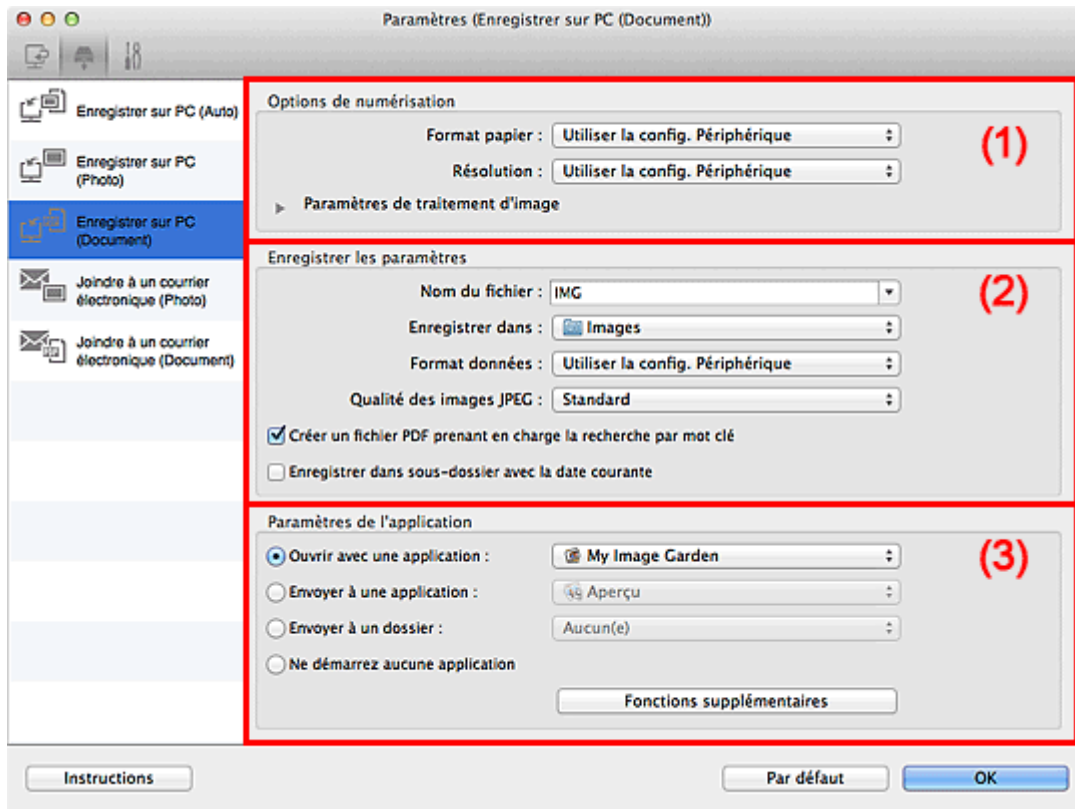 Paramètres (Enregistrer sur PC (Document))
Enregistrer sur PC (Auto)
Enregistrer sur PC
(Photo)
Enregistrer sur PC
(Document)
Joindre à un courrier
électronique (Photo)
Joindre à un courrier
électronique (Document)
Options de numérisation
(1)
Format papier : Utiliser la config. Périphérique
Résolution : Utiliser la config. Périphérique
Paramètres de traitement d'image
Enregistrer les paramètres
(2)
Nom du fichier : IMG
Enregistrer dans : Images
Format données : Utiliser la config. Périphérique
Qualité des images JPEG : Standard
Créer un fichier PDF prenant en charge la recherche par mot clé
Enregistrer dans sous-dossier avec la date courante
Paramètres de l'application
(3)
Ouvrir avec une application : My Image Garden
Envoyer à une application : Aperçu
Envoyer à un dossier : Aucun(e)
Ne démarrez aucune application
Fonctions supplémentaires
Instructions
Par défaut
OK